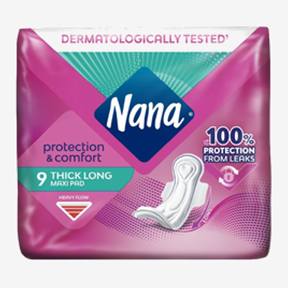 DERMATOLOGICALLY TESTED'
Nana
protection
& comfort
100%
PROTECTION
FROM LEAKS
9 THICK LONG
MAXI PAD
HEAVY FLOW